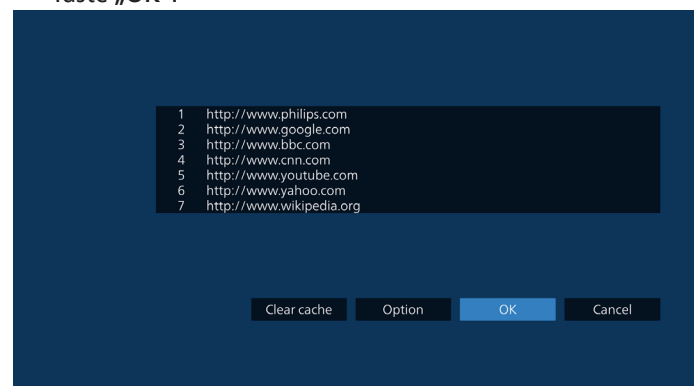 Taste „OK“.
1 http://www.philips.com
2 http://www.google.com
3 http://www.bbc.com
4 http://www.cnn.com
5 http://www.youtube.com
6 http://www.yahoo.com
7 http://www.wikipedia.org
Clear cache Option OK Cancel